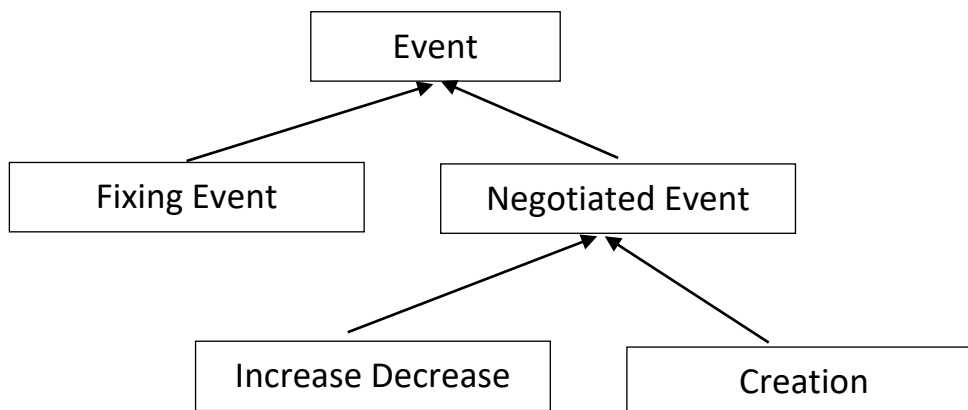 Event
Fixing Event
Negotiated Event
Increase Decrease
Creation